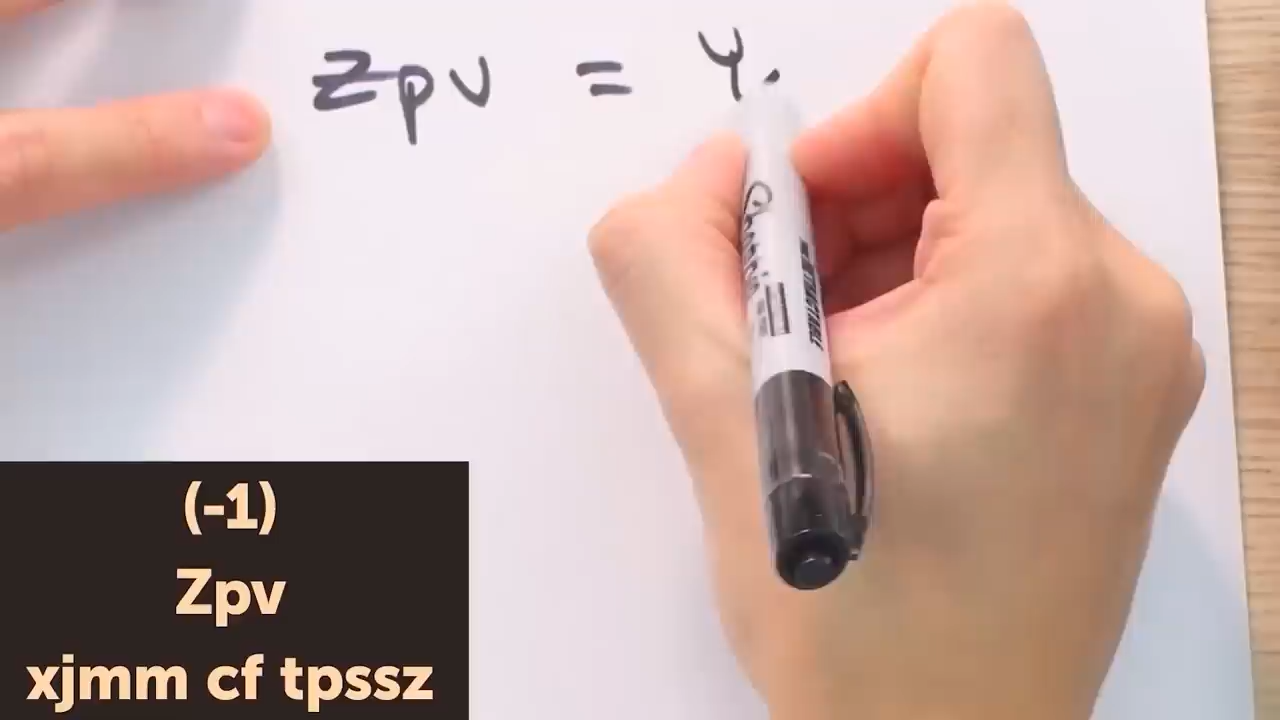 Zpv = Y
(-1)
Zpv
xjmm cf tpssz